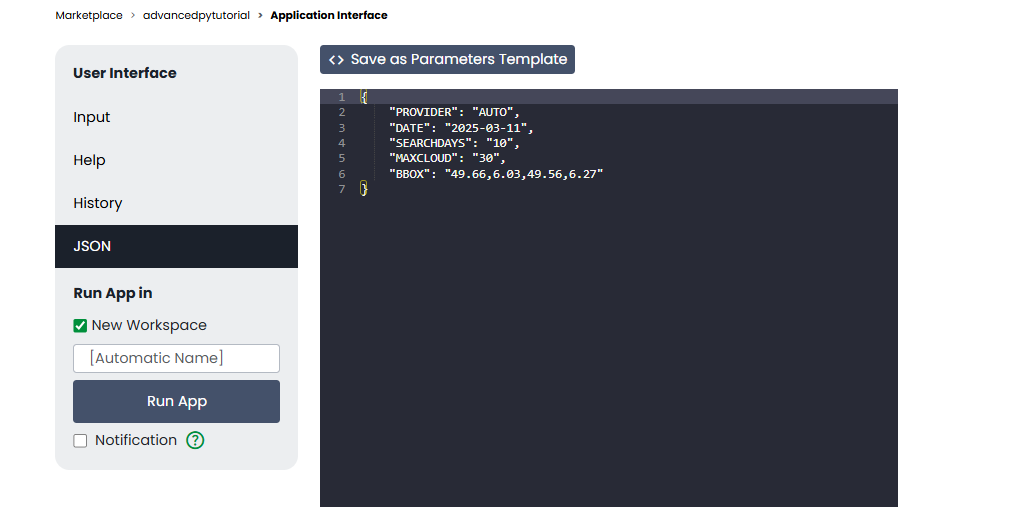 Marketplace > advancedpytutorial > Application Interface
User Interface
Input
Help
History
JSON
Run App in
New Workspace
[Automatic Name]
Run App
Notification ?
<> Save as Parameters Template
1 {
2 "PROVIDER": "AUTO",
3 "DATE": "2025-03-11",
4 "SEARCHDAYS": "10",
5 "MAXCLOUD": "30",
6 "BBOX": "49.66,6.03,49.56,6.27"
7 }